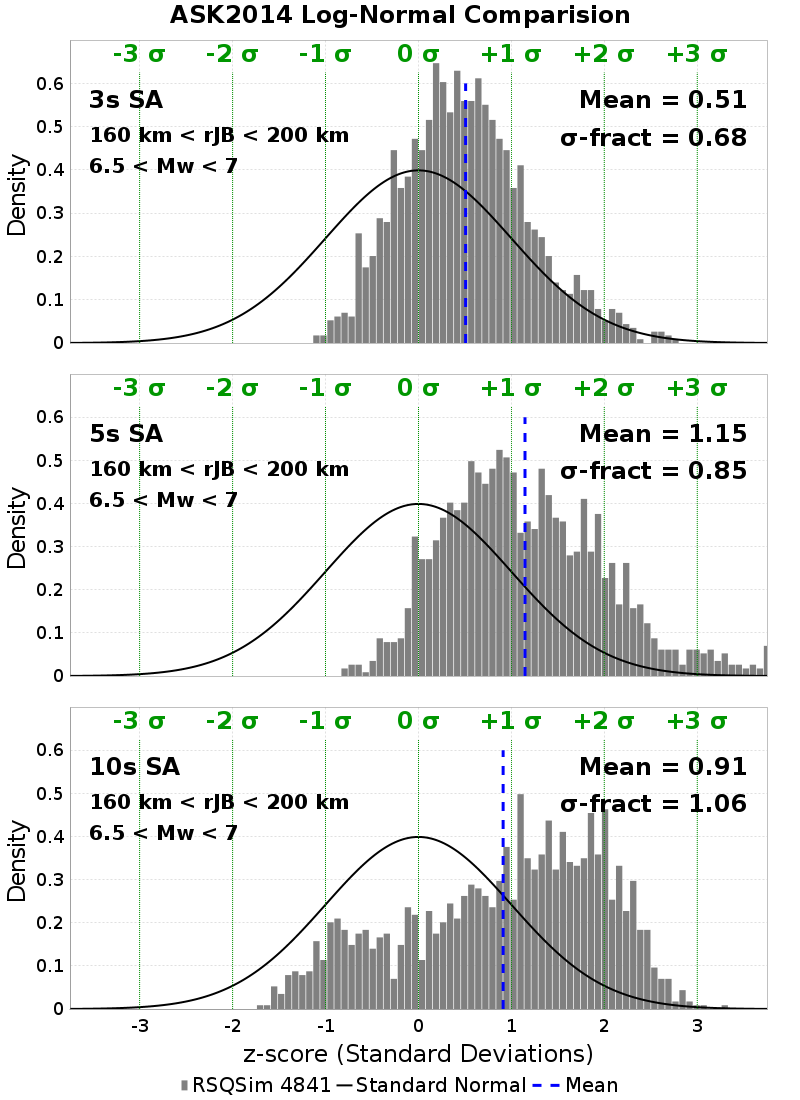 ASK2014 Log-Normal Comparision
-3 σ -2 σ -1 σ 0 σ +1 σ +2 σ +3 σ
3s SA
Mean = 0.51
160 km < rJB < 200 km
σ-fract = 0.68
6.5 < Mw < 7
Density
0.6
0.5
0.4
0.3
0.2
0.1
0
-3 σ -2 σ -1 σ 0 σ +1 σ +2 σ +3 σ
5s SA
Mean = 1.15
160 km < rJB < 200 km
σ-fract = 0.85
6.5 < Mw < 7
Density
0.6
0.5
0.4
0.3
0.2
0.1
0
-3 σ -2 σ -1 σ 0 σ +1 σ +2 σ +3 σ
10s SA
Mean = 0.91
160 km < rJB < 200 km
σ-fract = 1.06
6.5 < Mw < 7
Density
0.6
0.5
0.4
0.3
0.2
0.1
0
-3 -2 -1 0 1 2 3
z-score (Standard Deviations)
RSQSim 4841 Standard Normal Mean